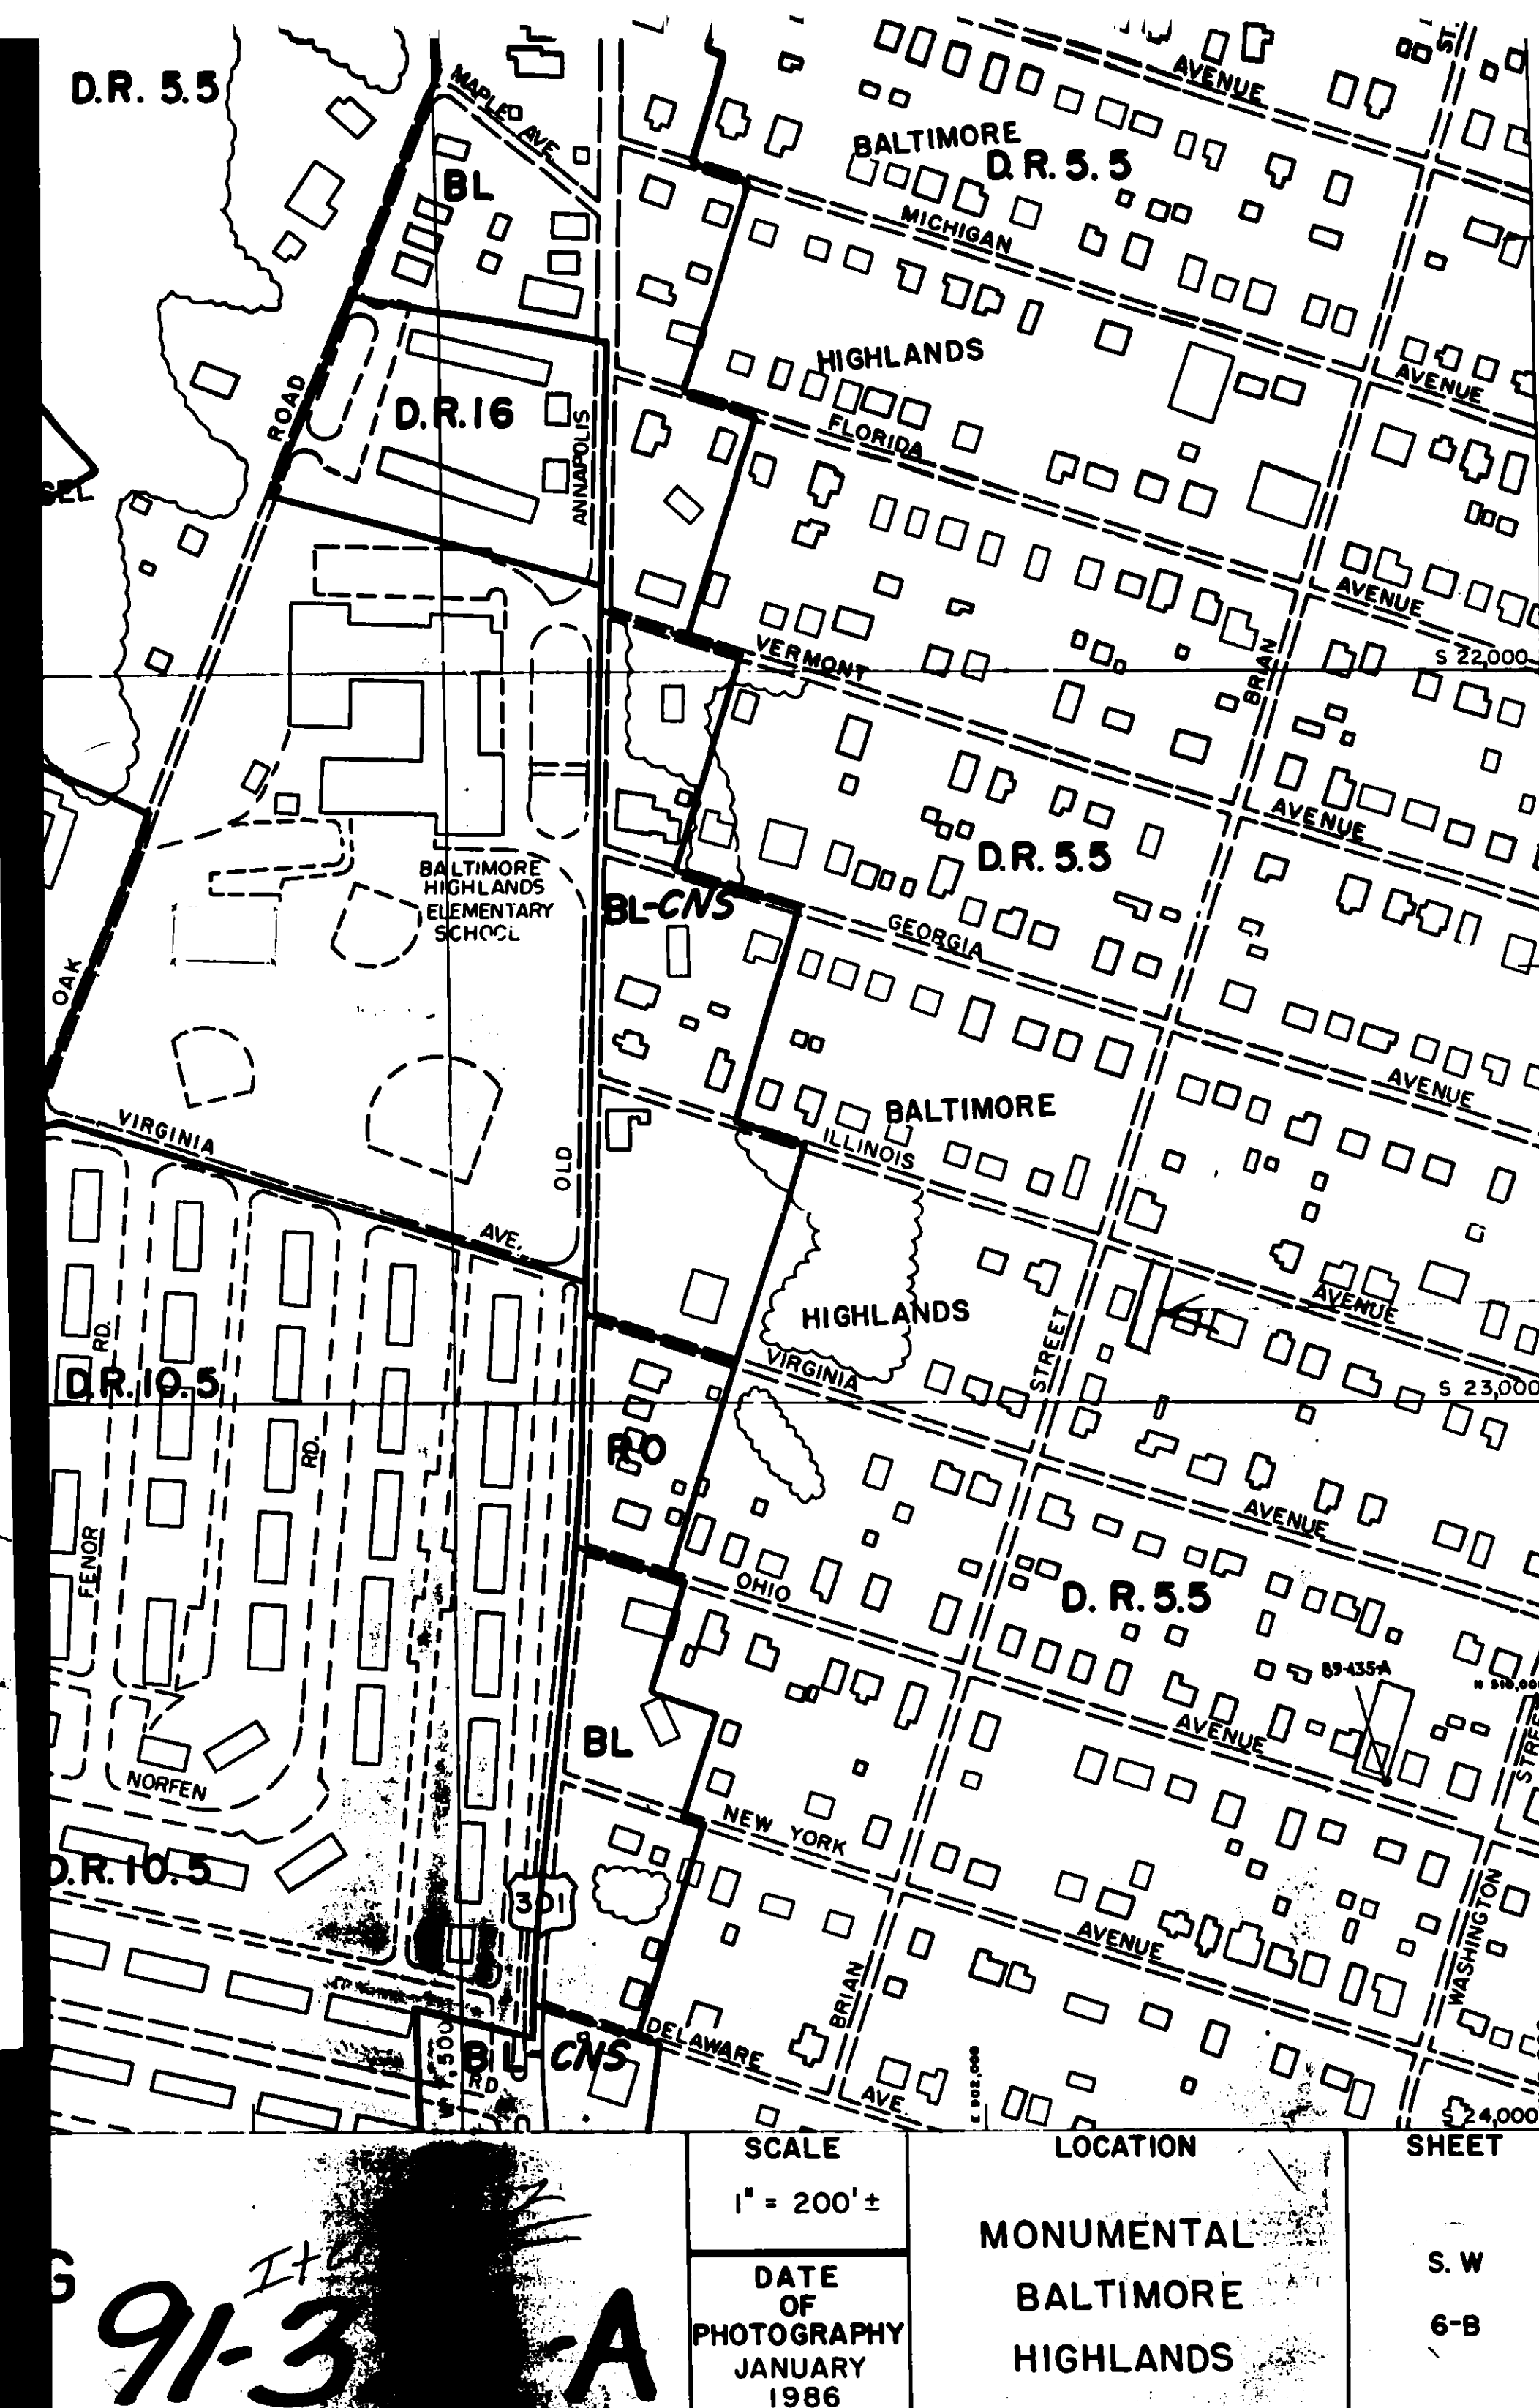 D.R. 5.5
MAPLE AVE.
AVENUE
ST.
BALTIMORE
D.R. 5.5
BL
MICHIGAN
HIGHLANDS
AVENUE
ROAD
D.R.16
ANNAPOLIS
FLORIDA
AVENUE
VERMONT
S 22,000
BRIAN
AVENUE
BALTIMORE
HIGHLANDS
ELEMENTARY
SCHOOL
D.R. 5.5
BL-CNS
GEORGIA
OAK
AVENUE
BALTIMORE
VIRGINIA
ILLINOIS
OLD
AVE.
HIGHLANDS
AVENUE
RD.
STREET
VIRGINIA
D.R.10.5
S 23,000
RD.
RO
AVENUE
FENOR
OHIO
D.R.5.5
89-435-A
BL
AVENUE
STREET
NORFEN
NEW YORK
D.R.10.5
301
AVENUE
WASHINGTON
BRIAN
DELAWARE
AVE.
BL-CNS
RD
E 902,000
S 24,000
SCALE
1" = 200' ±
DATE
OF
PHOTOGRAPHY
JANUARY
1986
LOCATION
MONUMENTAL
BALTIMORE
HIGHLANDS
SHEET
S. W
6-B
G
91-3
-A